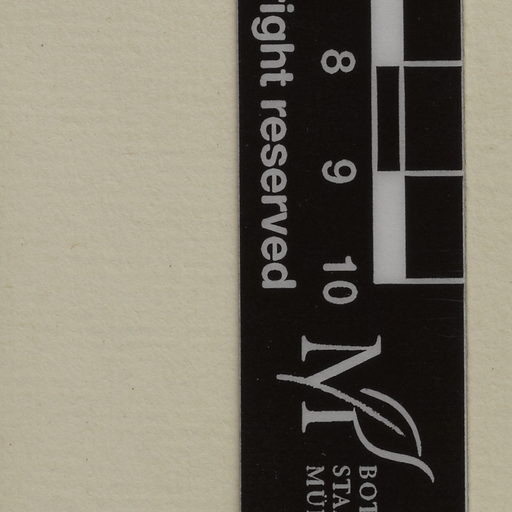 ight reserved
8 9 10
M
BOT
STA
MÜ